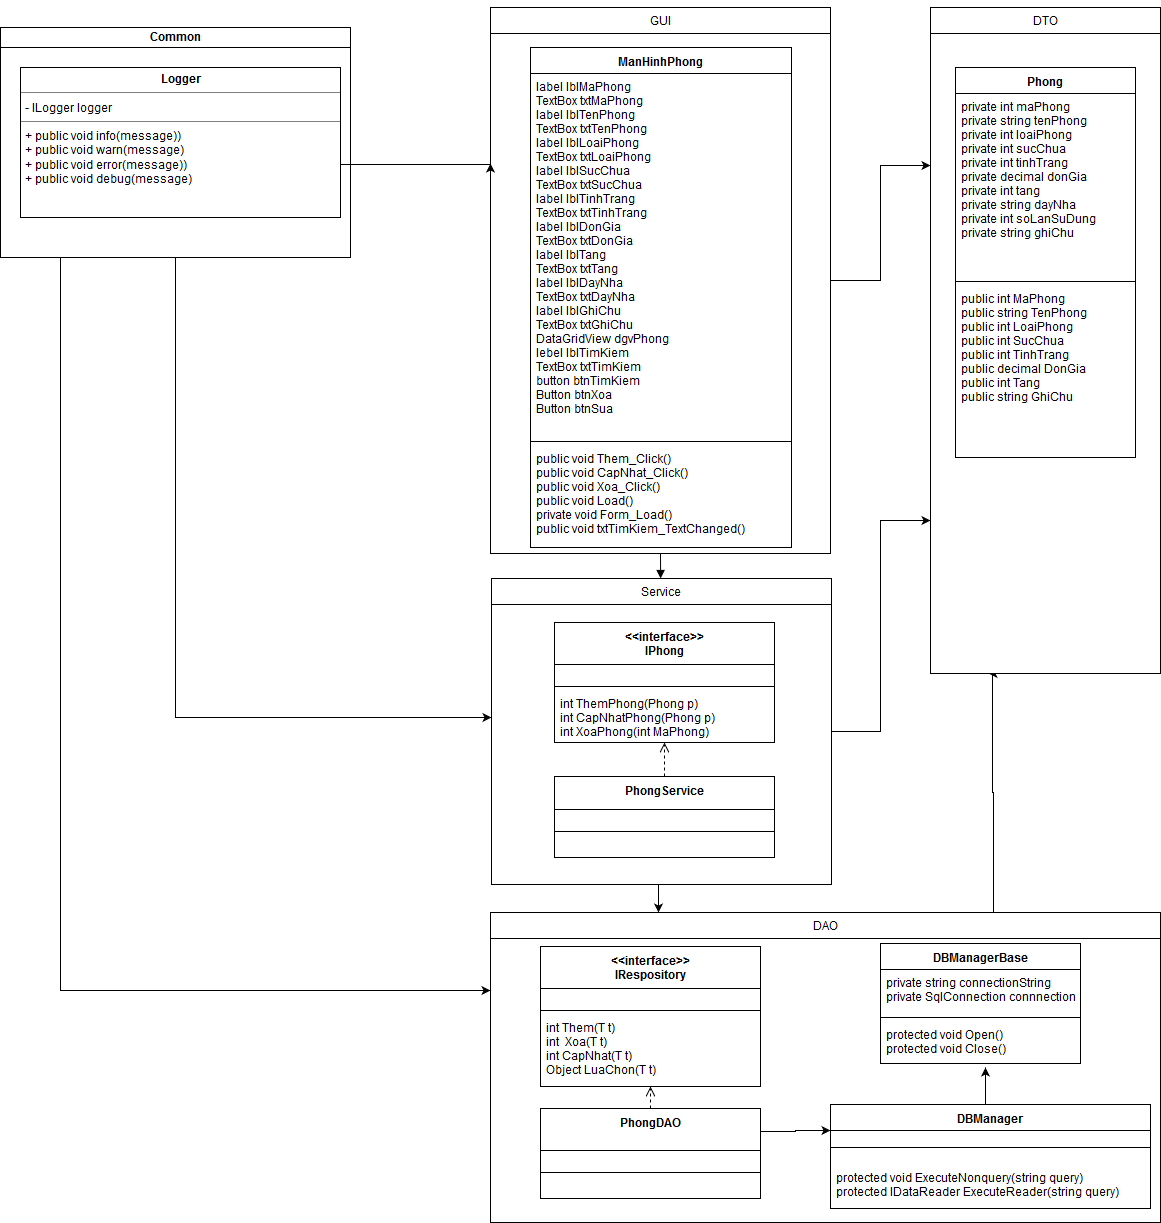 Common
Logger
- ILogger logger
+ public void info(message))
+ public void warn(message)
+ public void error(message))
+ public void debug(message)
GUI
ManHinhPhong
label lblMaPhong
TextBox txtMaPhong
label lblTenPhong
TextBox txtTenPhong
label lblLoaiPhong
TextBox txtLoaiPhong
label lblSucChua
TextBox txtSucChua
label lblTinhTrang
TextBox txtTinhTrang
label lblDonGia
TextBox txtDonGia
label lblTang
TextBox txtTang
label lblDayNha
TextBox txtDayNha
label lblGhiChu
TextBox txtGhiChu
DataGridView dgvPhong
lebel lblTimKiem
TextBox txtTimKiem
button btnTimKiem
Button btnXoa
Button btnSua
public void Them_Click()
public void CapNhat_Click()
public void Xoa_Click()
public void Load()
private void Form_Load()
public void txtTimKiem_TextChanged()
DTO
Phong
private int maPhong
private string tenPhong
private int loaiPhong
private int sucChua
private int tinhTrang
private decimal donGia
private int tang
private string dayNha
private int soLanSuDung
private string ghiChu
public int MaPhong
public string TenPhong
public int LoaiPhong
public int SucChua
public int TinhTrang
public decimal DonGia
public int Tang
public string GhiChu
Service
<<interface>>
IPhong
int ThemPhong(Phong p)
int CapNhatPhong(Phong p)
int XoaPhong(int MaPhong)
PhongService
DAO
<<interface>>
IRespository
int Them(T t)
int  Xoa(T t)
int CapNhat(T t)
Object LuaChon(T t)
PhongDAO
DBManagerBase
private string connectionString
private SqlConnection connnection
protected void Open()
protected void Close()
DBManager
protected void ExecuteNonquery(string query)
protected IDataReader ExecuteReader(string query)